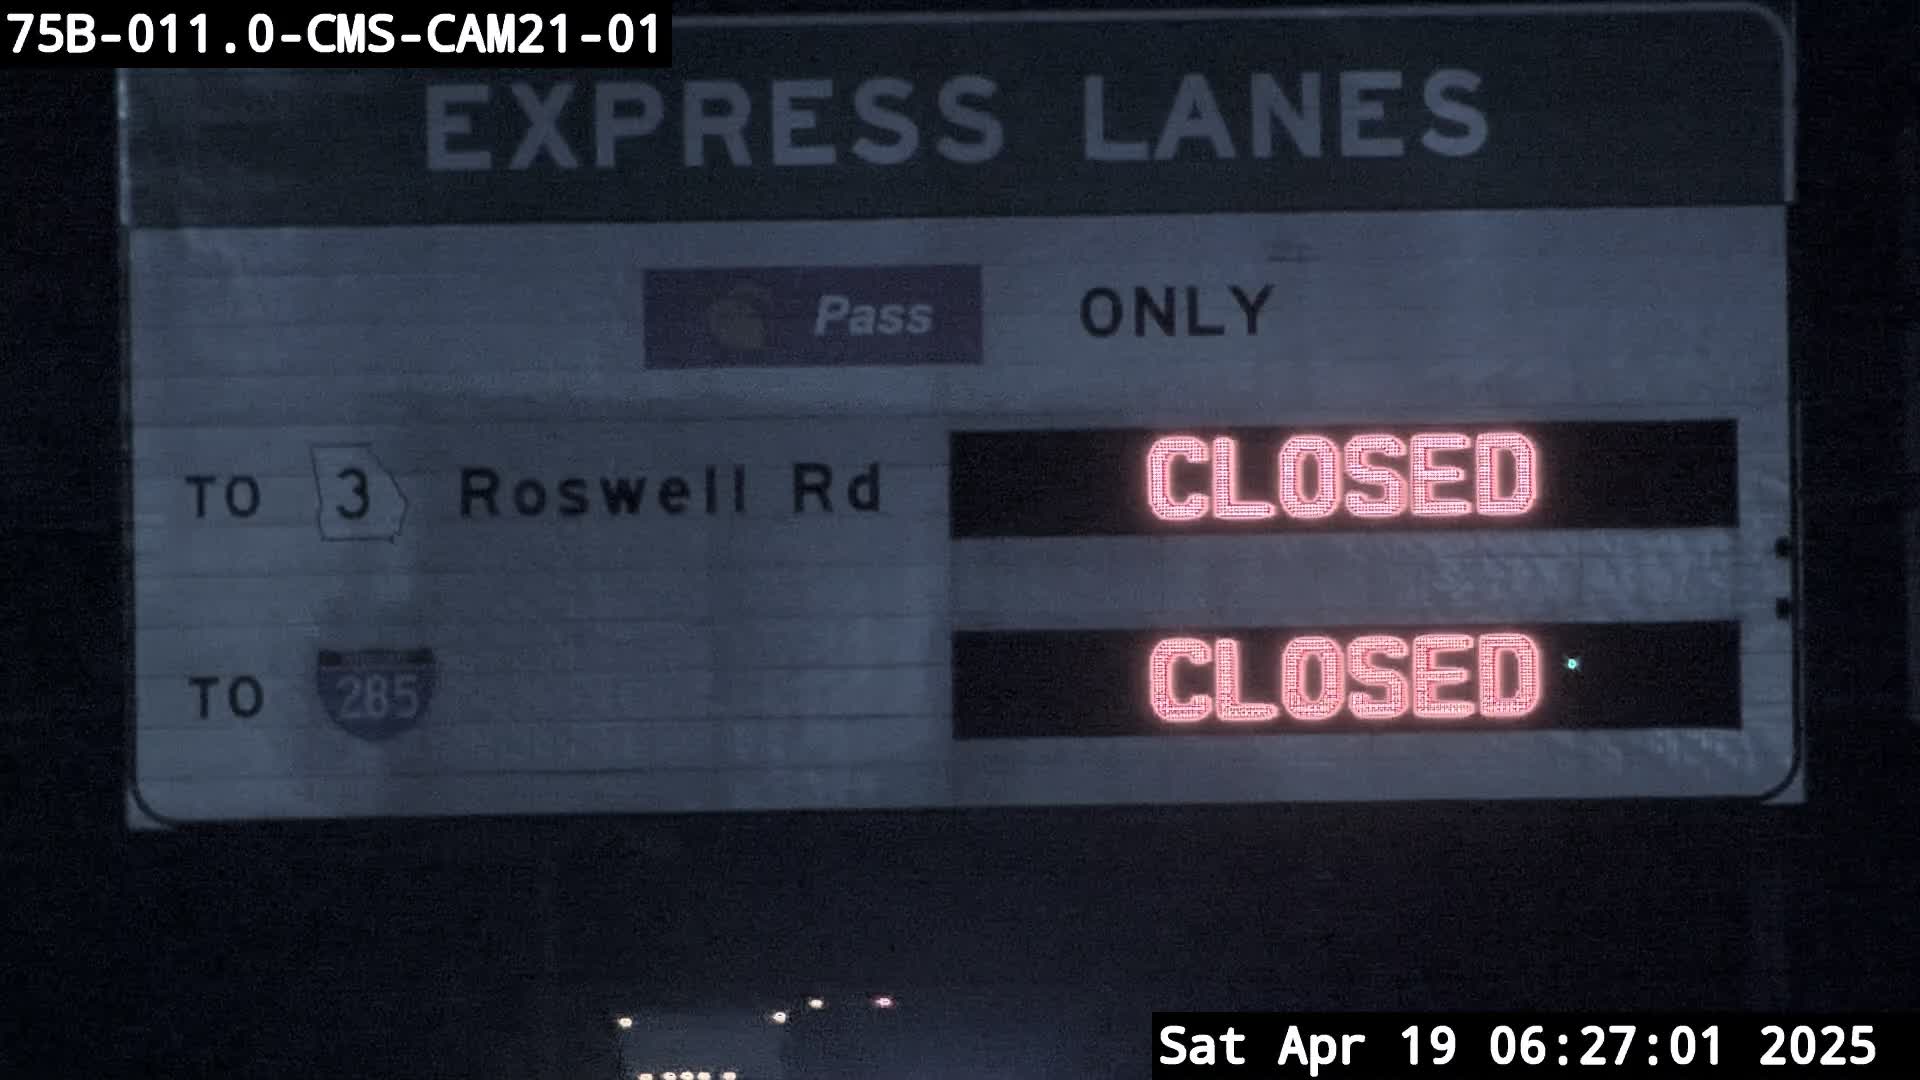 75B-011.0-CMS-CAM21-01
EXPRESS LANES
Pass ONLY
TO 3 Roswell Rd CLOSED
TO 285 CLOSED
Sat Apr 19 06:27:01 2025